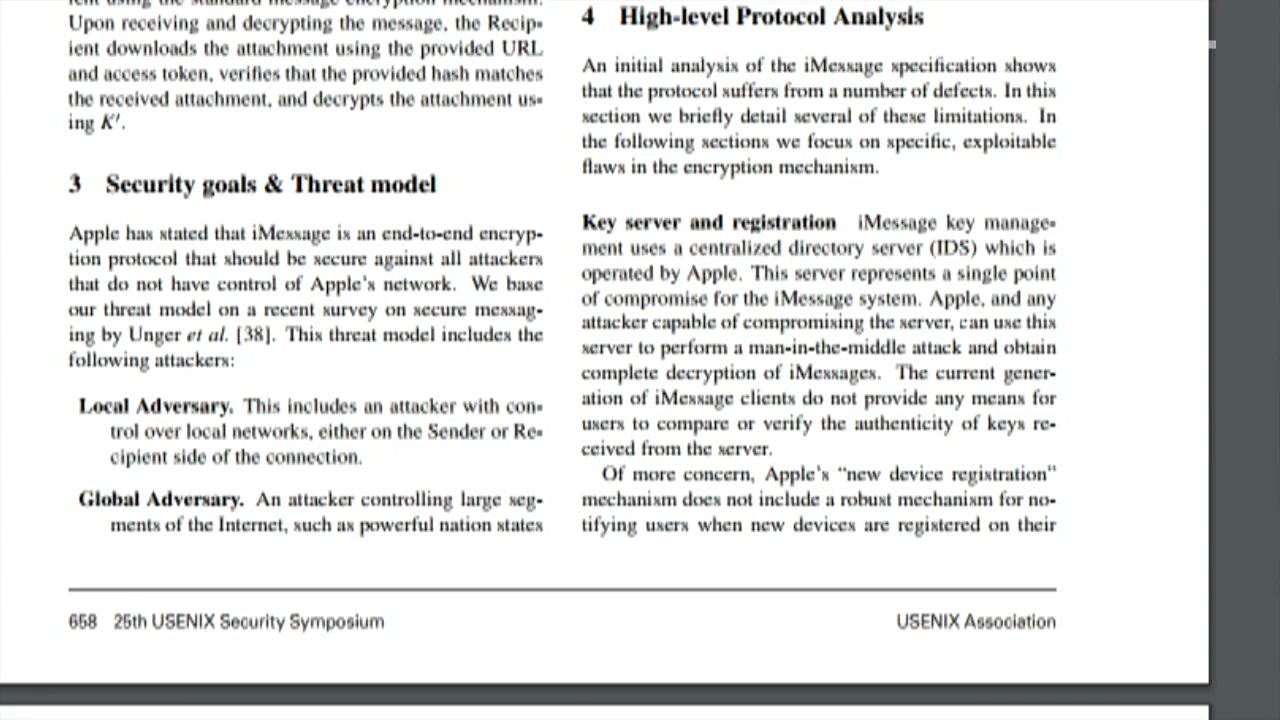 ient using the standard message encryption mechanism.
Upon receiving and decrypting the message, the Recip-
ient downloads the attachment using the provided URL
and access token, verifies that the provided hash matches
the received attachment, and decrypts the attachment us-
ing K′.
3 Security goals & Threat model
Apple has stated that iMessage is an end-to-end encryp-
tion protocol that should be secure against all attackers
that do not have control of Apple's network. We base
our threat model on a recent survey on secure messag-
ing by Unger et al. [38]. This threat model includes the
following attackers:
Local Adversary. This includes an attacker with con-
trol over local networks, either on the Sender or Re-
cipient side of the connection.
Global Adversary. An attacker controlling large seg-
ments of the Internet, such as powerful nation states
4 High-level Protocol Analysis
An initial analysis of the iMessage specification shows
that the protocol suffers from a number of defects. In this
section we briefly detail several of these limitations. In
the following sections we focus on specific, exploitable
flaws in the encryption mechanism.
Key server and registration iMessage key manage-
ment uses a centralized directory server (IDS) which is
operated by Apple. This server represents a single point
of compromise for the iMessage system. Apple, and any
attacker capable of compromising the server, can use this
server to perform a man-in-the-middle attack and obtain
complete decryption of iMessages. The current gener-
ation of iMessage clients do not provide any means for
users to compare or verify the authenticity of keys re-
ceived from the server.
Of more concern, Apple's “new device registration”
mechanism does not include a robust mechanism for no-
tifying users when new devices are registered on their
658 25th USENIX Security Symposium
USENIX Association